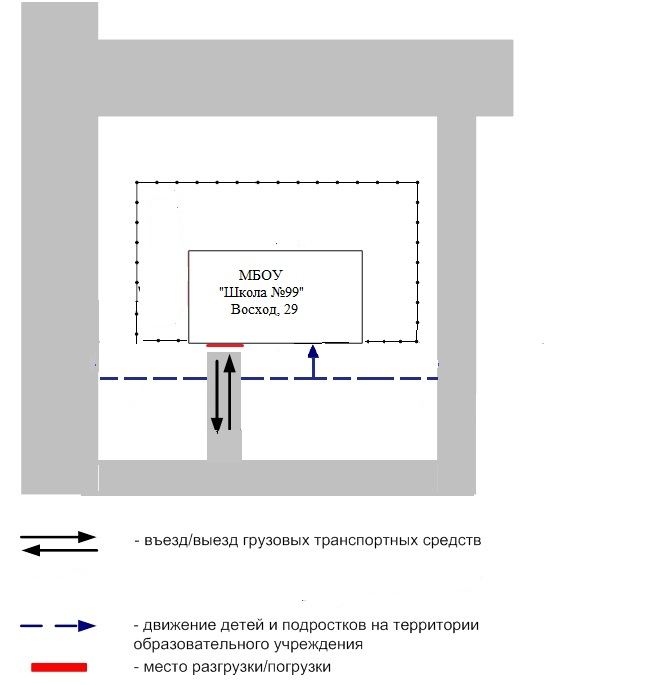 МБОУ
"Школа №99"
Восход, 29
- въезд/выезд грузовых транспортных средств
- движение детей и подростков на территории
образовательного учреждения
- место разгрузки/погрузки